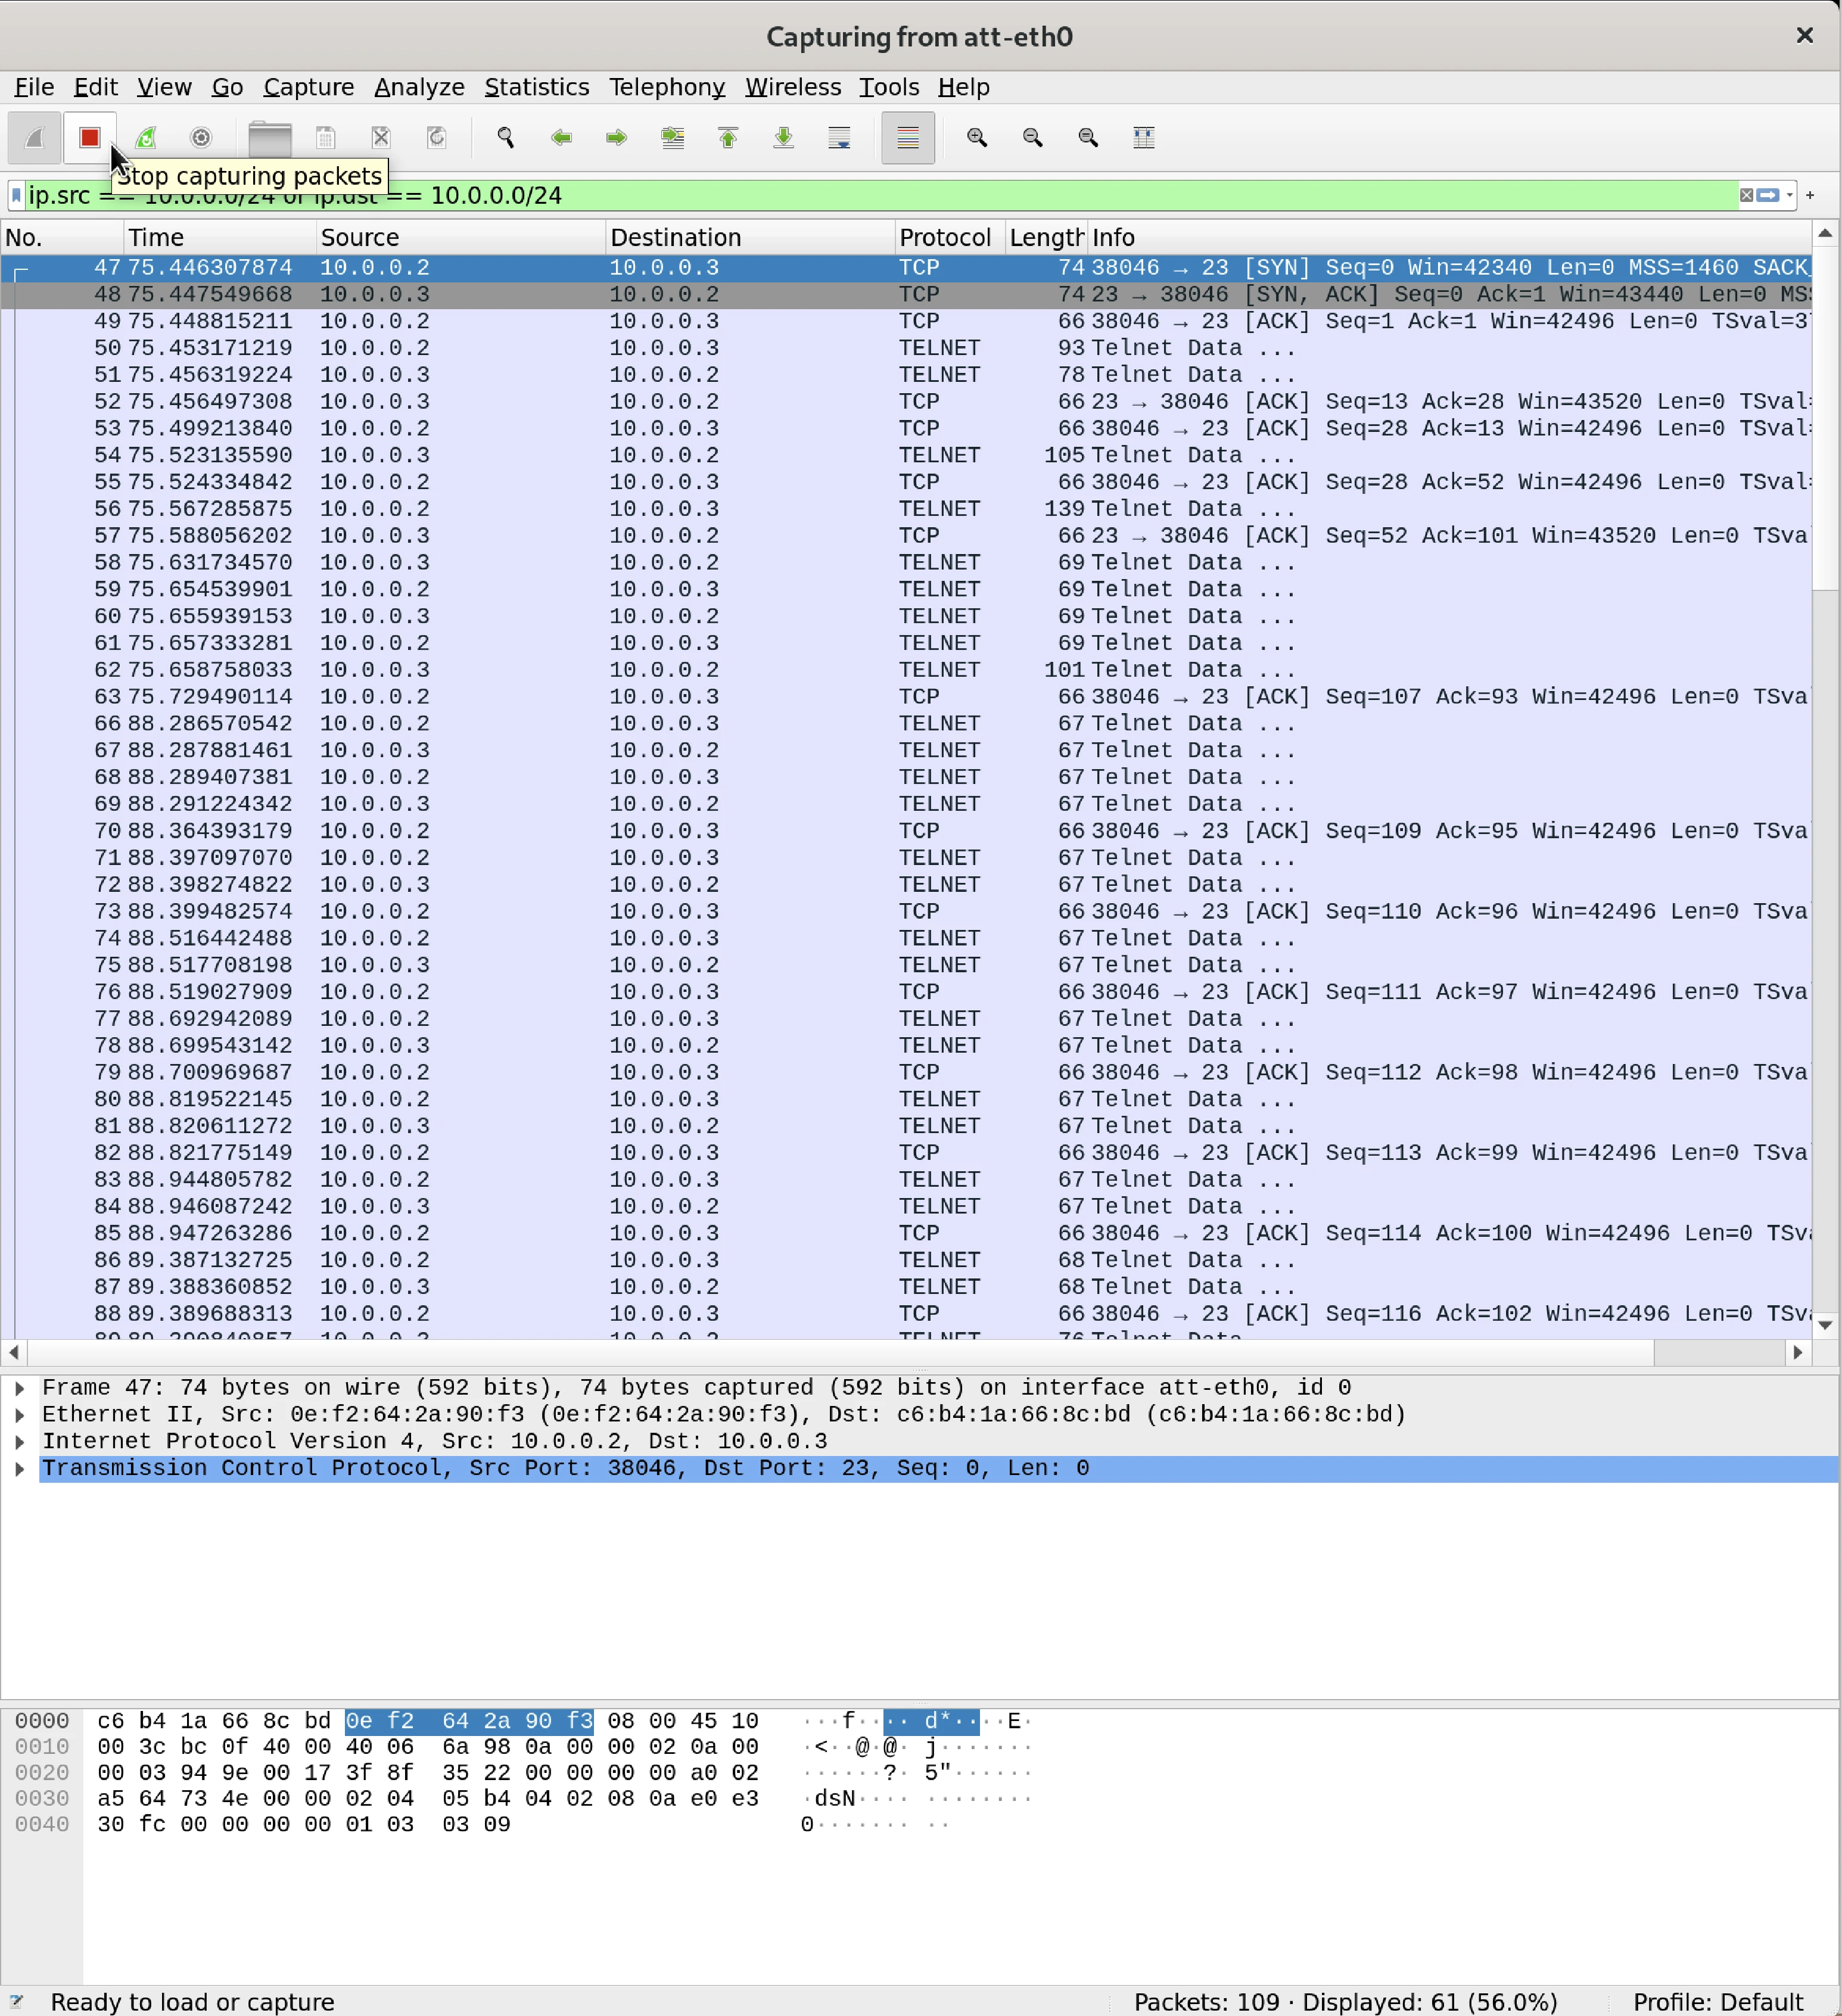 Capturing from att-eth0
File Edit View Go Capture Analyze Statistics Telephony Wireless Tools Help
Stop capturing packets
ip.src == 10.0.0.0/24 or ip.dst == 10.0.0.0/24
No. Time Source Destination Protocol Length Info
47 75.446307874 10.0.0.2 10.0.0.3 TCP 74 38046 → 23 [SYN] Seq=0 Win=42340 Len=0 MSS=1460 SACK_
48 75.447549668 10.0.0.3 10.0.0.2 TCP 74 23 → 38046 [SYN, ACK] Seq=0 Ack=1 Win=43440 Len=0 MS
49 75.448815211 10.0.0.2 10.0.0.3 TCP 66 38046 → 23 [ACK] Seq=1 Ack=1 Win=42496 Len=0 TSval=3
50 75.453171219 10.0.0.2 10.0.0.3 TELNET 93 Telnet Data ...
51 75.456319224 10.0.0.3 10.0.0.2 TELNET 78 Telnet Data ...
52 75.456497308 10.0.0.3 10.0.0.2 TCP 66 23 → 38046 [ACK] Seq=13 Ack=28 Win=43520 Len=0 TSval=
53 75.499213840 10.0.0.2 10.0.0.3 TCP 66 38046 → 23 [ACK] Seq=28 Ack=13 Win=42496 Len=0 TSval=
54 75.523135590 10.0.0.3 10.0.0.2 TELNET 105 Telnet Data ...
55 75.524334842 10.0.0.2 10.0.0.3 TCP 66 38046 → 23 [ACK] Seq=28 Ack=52 Win=42496 Len=0 TSval=
56 75.567285875 10.0.0.2 10.0.0.3 TELNET 139 Telnet Data ...
57 75.588056202 10.0.0.3 10.0.0.2 TCP 66 23 → 38046 [ACK] Seq=52 Ack=101 Win=43520 Len=0 TSva
58 75.631734570 10.0.0.3 10.0.0.2 TELNET 69 Telnet Data ...
59 75.654539901 10.0.0.2 10.0.0.3 TELNET 69 Telnet Data ...
60 75.655939153 10.0.0.3 10.0.0.2 TELNET 69 Telnet Data ...
61 75.657333281 10.0.0.2 10.0.0.3 TELNET 69 Telnet Data ...
62 75.658758033 10.0.0.3 10.0.0.2 TELNET 101 Telnet Data ...
63 75.729490114 10.0.0.2 10.0.0.3 TCP 66 38046 → 23 [ACK] Seq=107 Ack=93 Win=42496 Len=0 TSva
66 88.286570542 10.0.0.2 10.0.0.3 TELNET 67 Telnet Data ...
67 88.287881461 10.0.0.3 10.0.0.2 TELNET 67 Telnet Data ...
68 88.289407381 10.0.0.2 10.0.0.3 TELNET 67 Telnet Data ...
69 88.291224342 10.0.0.3 10.0.0.2 TELNET 67 Telnet Data ...
70 88.364393179 10.0.0.2 10.0.0.3 TCP 66 38046 → 23 [ACK] Seq=109 Ack=95 Win=42496 Len=0 TSva
71 88.397097070 10.0.0.2 10.0.0.3 TELNET 67 Telnet Data ...
72 88.398274822 10.0.0.3 10.0.0.2 TELNET 67 Telnet Data ...
73 88.399482574 10.0.0.2 10.0.0.3 TCP 66 38046 → 23 [ACK] Seq=110 Ack=96 Win=42496 Len=0 TSva
74 88.516442488 10.0.0.2 10.0.0.3 TELNET 67 Telnet Data ...
75 88.517708198 10.0.0.3 10.0.0.2 TELNET 67 Telnet Data ...
76 88.519027909 10.0.0.2 10.0.0.3 TCP 66 38046 → 23 [ACK] Seq=111 Ack=97 Win=42496 Len=0 TSva
77 88.692942089 10.0.0.2 10.0.0.3 TELNET 67 Telnet Data ...
78 88.699543142 10.0.0.3 10.0.0.2 TELNET 67 Telnet Data ...
79 88.700969687 10.0.0.2 10.0.0.3 TCP 66 38046 → 23 [ACK] Seq=112 Ack=98 Win=42496 Len=0 TSva
80 88.819522145 10.0.0.2 10.0.0.3 TELNET 67 Telnet Data ...
81 88.820611272 10.0.0.3 10.0.0.2 TELNET 67 Telnet Data ...
82 88.821775149 10.0.0.2 10.0.0.3 TCP 66 38046 → 23 [ACK] Seq=113 Ack=99 Win=42496 Len=0 TSva
83 88.944805782 10.0.0.2 10.0.0.3 TELNET 67 Telnet Data ...
84 88.946087242 10.0.0.3 10.0.0.2 TELNET 67 Telnet Data ...
85 88.947263286 10.0.0.2 10.0.0.3 TCP 66 38046 → 23 [ACK] Seq=114 Ack=100 Win=42496 Len=0 TSv
86 89.387132725 10.0.0.2 10.0.0.3 TELNET 68 Telnet Data ...
87 89.388360852 10.0.0.3 10.0.0.2 TELNET 68 Telnet Data ...
88 89.389688313 10.0.0.2 10.0.0.3 TCP 66 38046 → 23 [ACK] Seq=116 Ack=102 Win=42496 Len=0 TSv
Frame 47: 74 bytes on wire (592 bits), 74 bytes captured (592 bits) on interface att-eth0, id 0
Ethernet II, Src: 0e:f2:64:2a:90:f3 (0e:f2:64:2a:90:f3), Dst: c6:b4:1a:66:8c:bd (c6:b4:1a:66:8c:bd)
Internet Protocol Version 4, Src: 10.0.0.2, Dst: 10.0.0.3
Transmission Control Protocol, Src Port: 38046, Dst Port: 23, Seq: 0, Len: 0
0000 c6 b4 1a 66 8c bd 0e f2 64 2a 90 f3 08 00 45 10 ···f···· d*····E·
0010 00 3c bc 0f 40 00 40 06 6a 98 0a 00 00 02 0a 00 ·<··@·@· j·······
0020 00 03 94 9e 00 17 3f 8f 35 22 00 00 00 00 a0 02 ······?· 5"······
0030 a5 64 73 4e 00 00 02 04 05 b4 04 02 08 0a e0 e3 ·dsN···· ········
0040 30 fc 00 00 00 00 01 03 03 09 0······· ··
Ready to load or capture Packets: 109 · Displayed: 61 (56.0%) Profile: Default